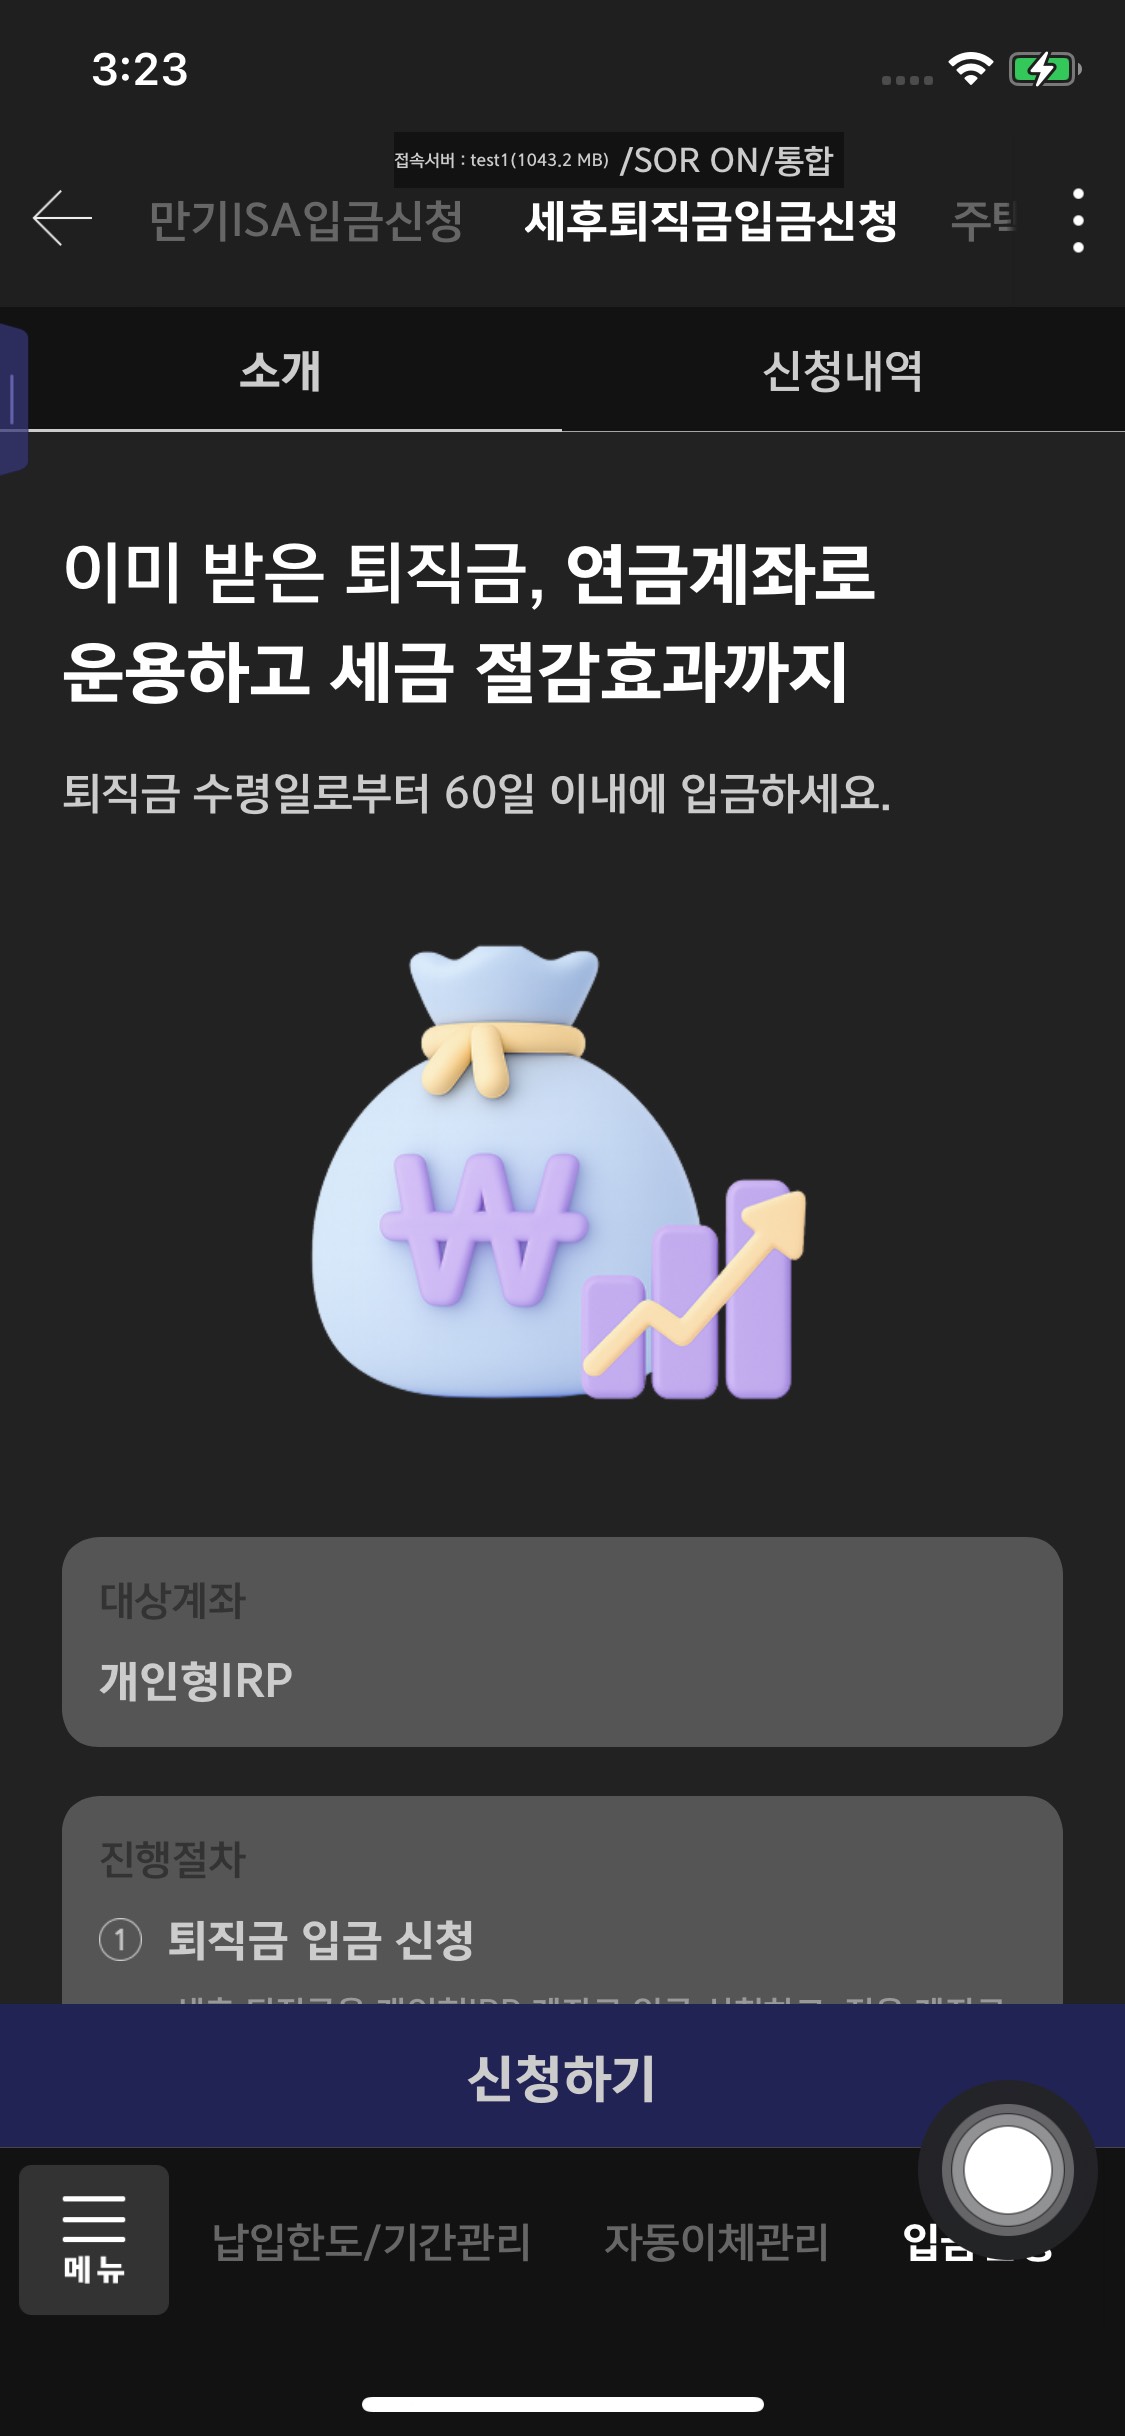 3:23
접속서버 : test1(1043.2 MB) /SOR ON/통합
만기ISA입금신청 세후퇴직금입금신청
소개 신청내역
이미 받은 퇴직금, 연금계좌로
운용하고 세금 절감효과까지
퇴직금 수령일로부터 60일 이내에 입금하세요.
₩
대상계좌
개인형IRP
진행절차
① 퇴직금 입금 신청
신청하기
메뉴 납입한도/기간관리 자동이체관리